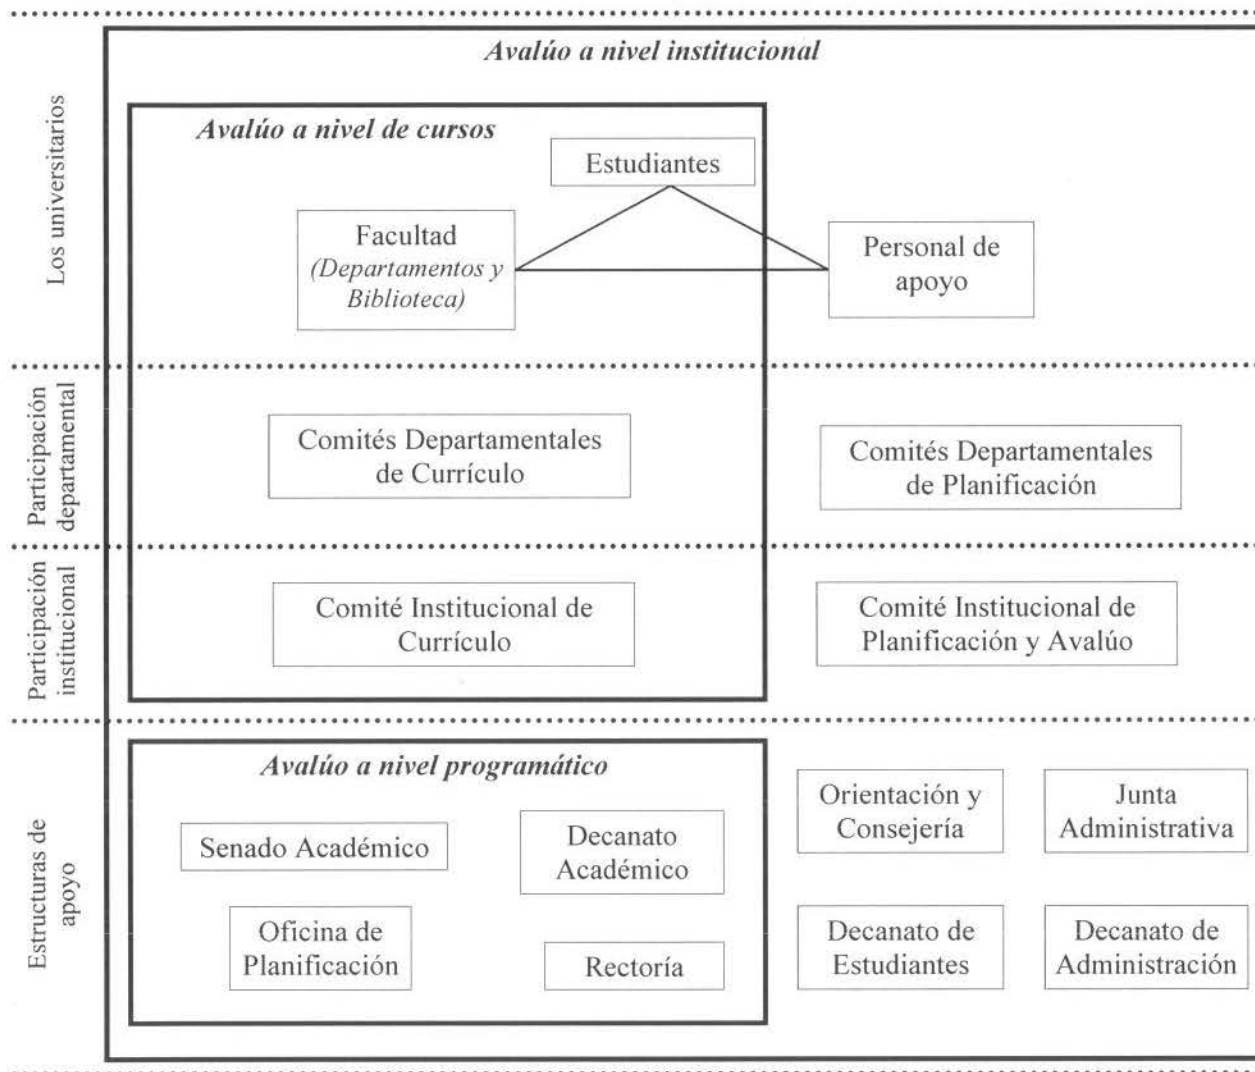 Avalúo a nivel institucional
Los universitarios
Avalúo a nivel de cursos
Estudiantes
Facultad
(Departamentos y
Biblioteca)
Personal de
apoyo
Participación
departamental
Comités Departamentales
de Currículo
Comités Departamentales
de Planificación
Participación
institucional
Comité Institucional de
Currículo
Comité Institucional de
Planificación y Avalúo
Estructuras de
apoyo
Avalúo a nivel programático
Senado Académico
Decanato
Académico
Oficina de
Planificación
Rectoría
Orientación y
Consejería
Junta
Administrativa
Decanato de
Estudiantes
Decanato de
Administración